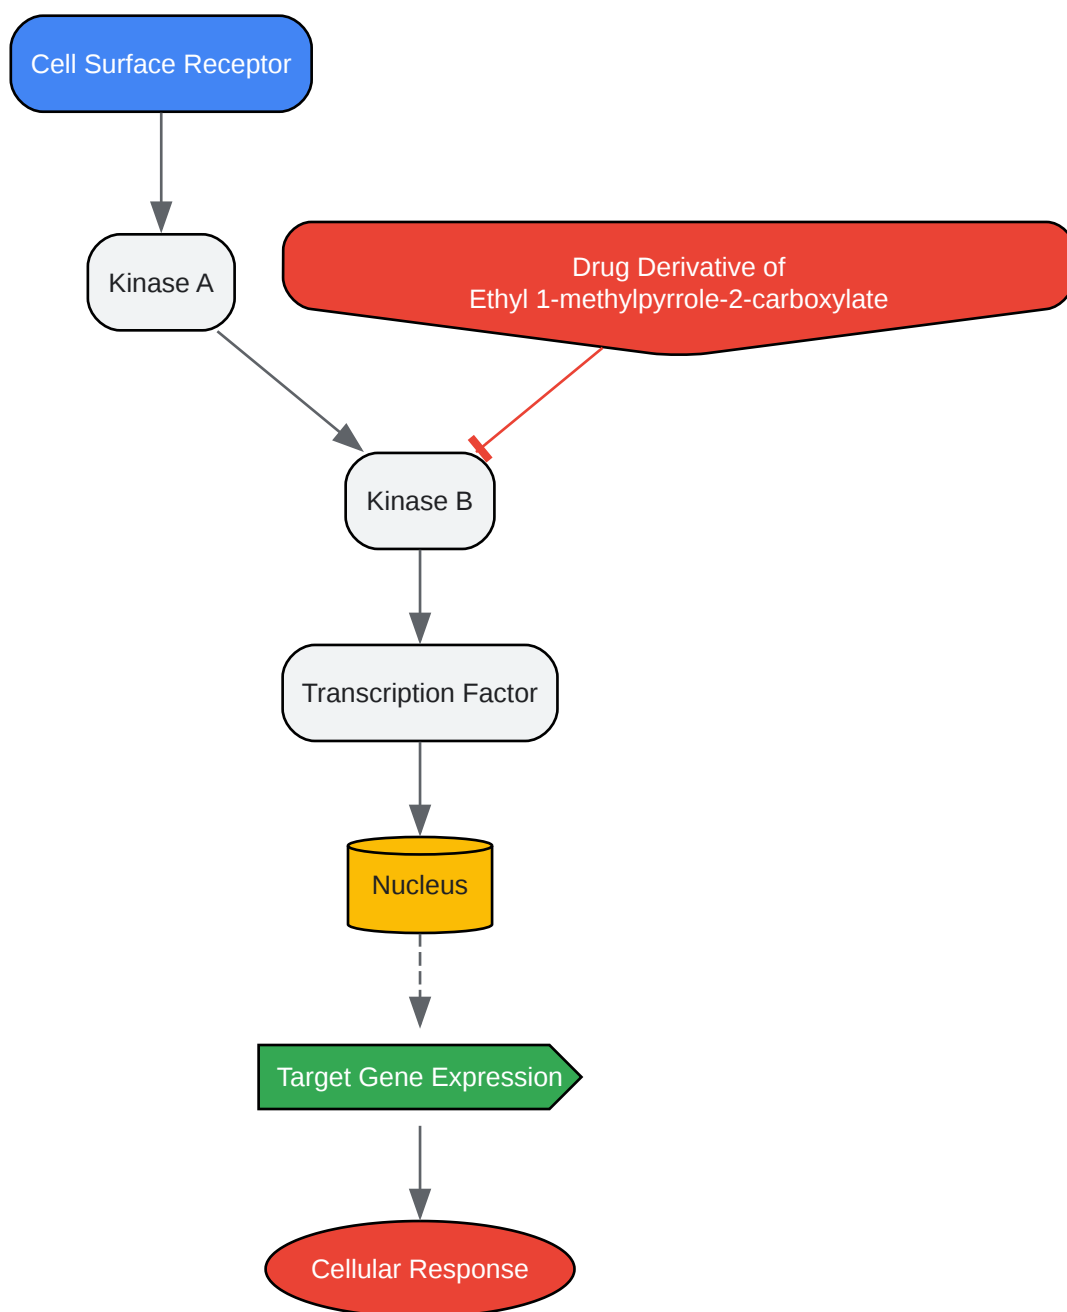 Cell Surface Receptor
Kinase A
Drug Derivative of
Ethyl 1-methylpyrrole-2-carboxylate
Kinase B
Transcription Factor
Nucleus
Target Gene Expression
Cellular Response